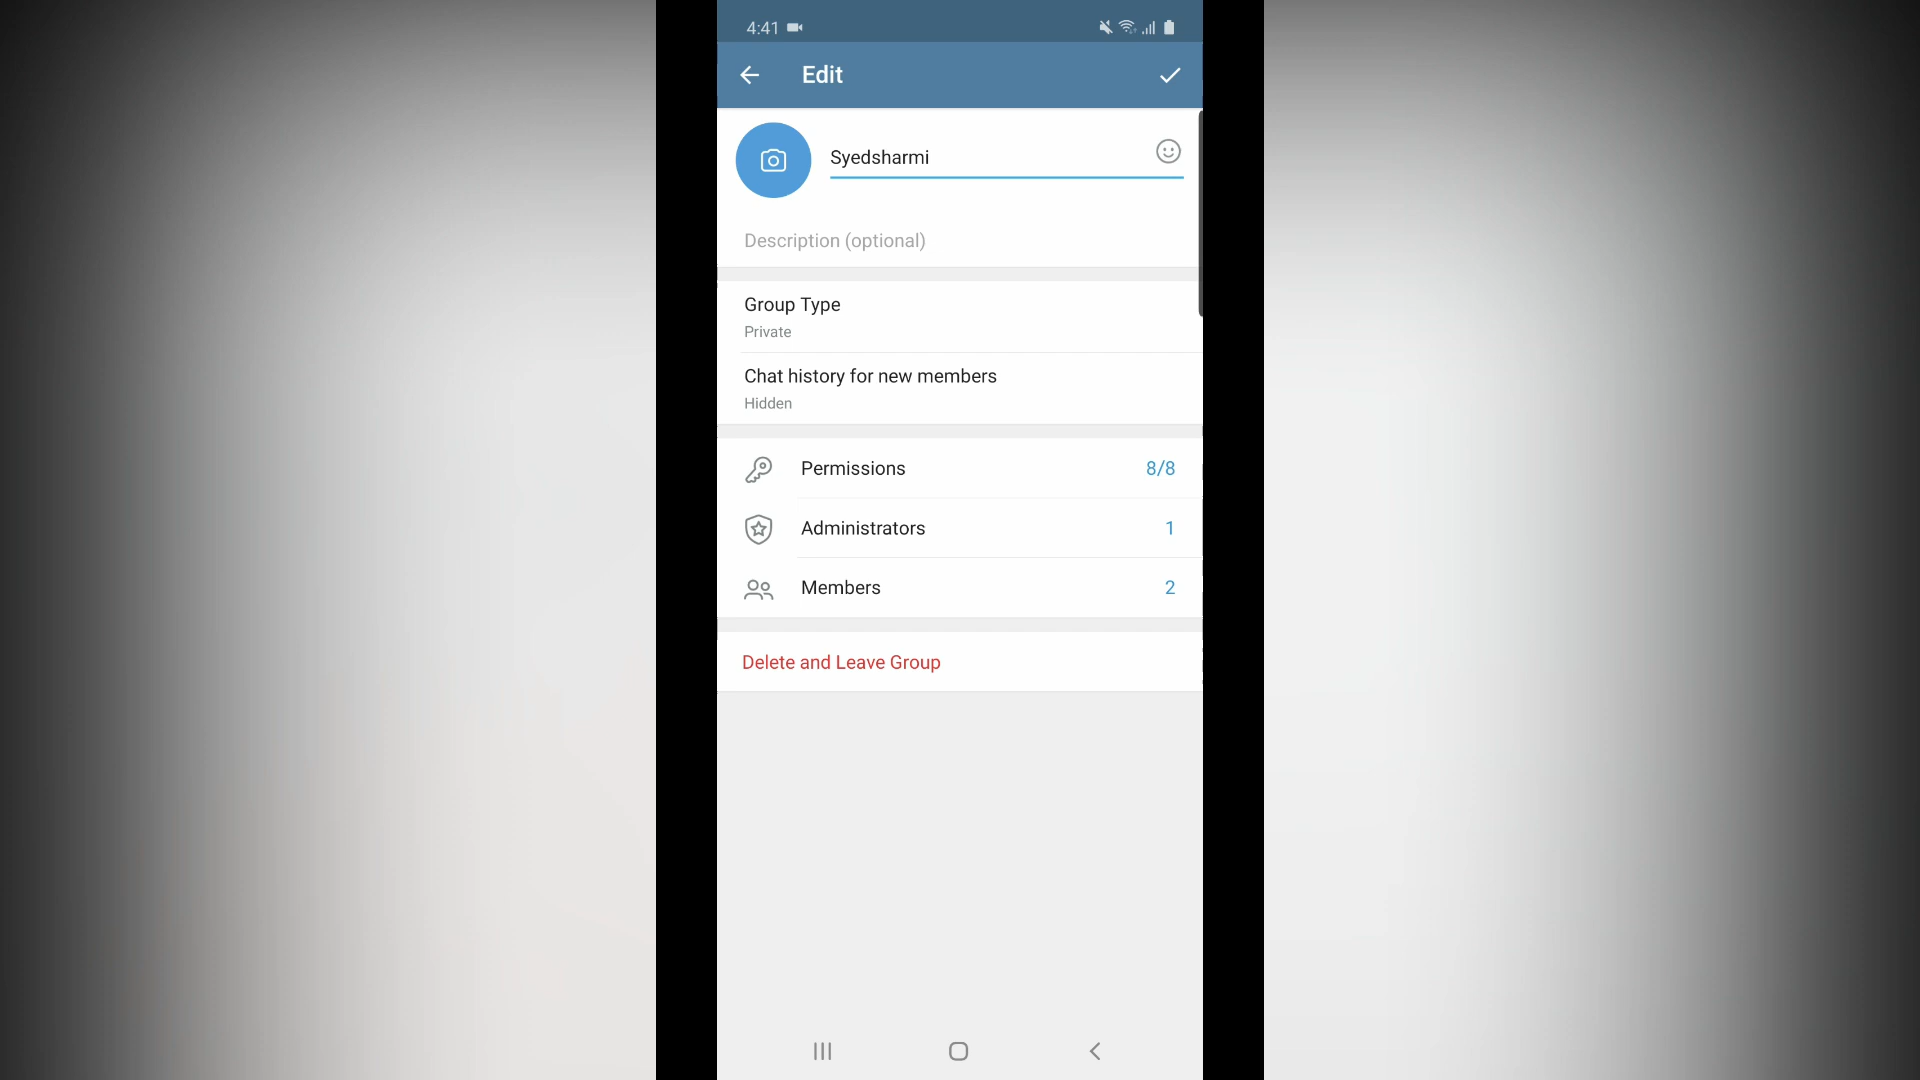 4:41
Edit
Syedsharmi
Description (optional)
Group Type
Private
Chat history for new members
Hidden
Permissions 8/8
Administrators 1
Members 2
Delete and Leave Group